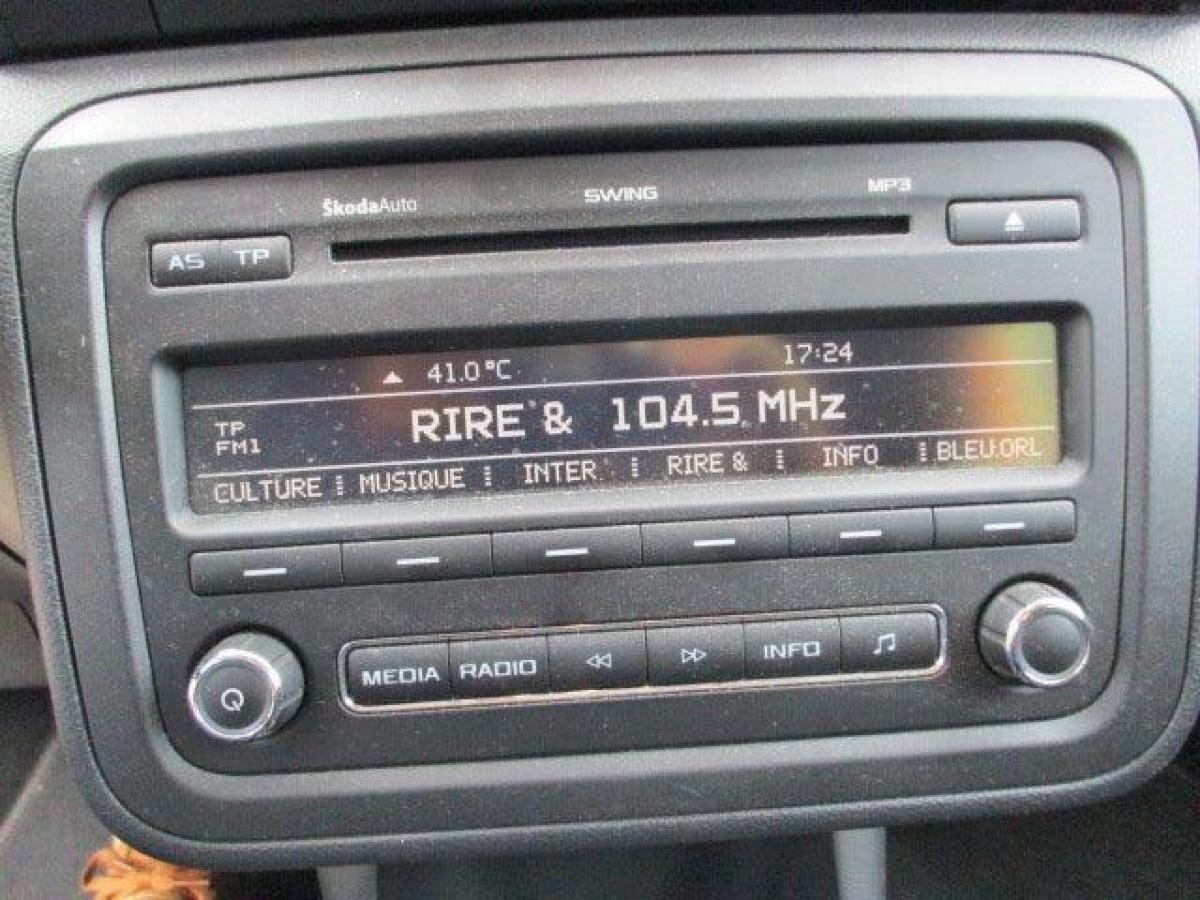 ŠkodaAuto SWING MP3
AS TP
41.0°C 17:24
TP
FM1
RIRE & 104.5 MHz
CULTURE MUSIQUE INTER RIRE & INFO BLEU.ORL
MEDIA RADIO INFO